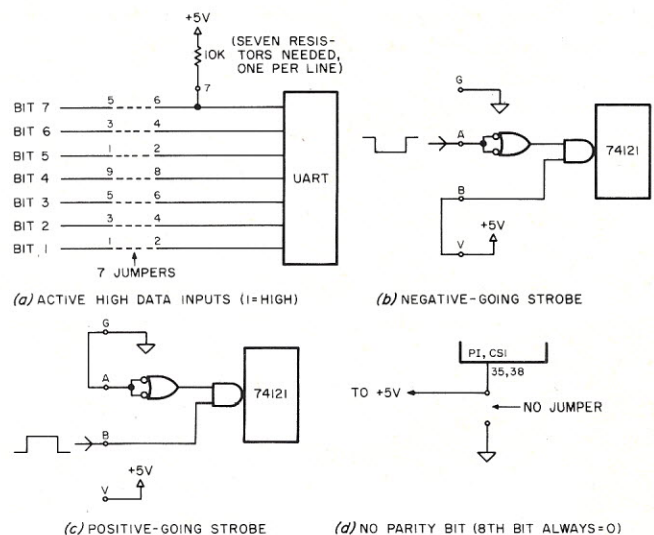 +5V
10K
(SEVEN RESIS-
TORS NEEDED,
ONE PER LINE)
7
BIT 7 5 6
BIT 6 3 4
BIT 5 1 2
BIT 4 9 8
BIT 3 5 6
BIT 2 3 4
BIT 1 1 2
UART
7 JUMPERS
(a) ACTIVE HIGH DATA INPUTS (1=HIGH)
G
A
74121
B
+5V
V
(b) NEGATIVE-GOING STROBE
G
A
74121
B
+5V
V
(c) POSITIVE-GOING STROBE
PI, CSI
35,38
TO +5V
NO JUMPER
(d) NO PARITY BIT (8TH BIT ALWAYS=0)